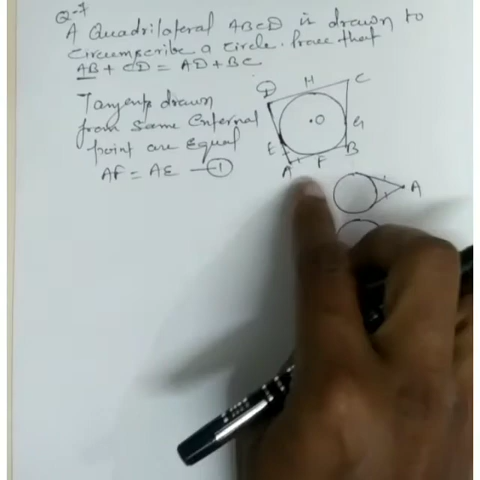 Q-7
A Quadrilateral ABCD is drawn to
circumscribe a circle. Prove that
AB + CD = AD + BC
Tangents drawn
from same external
point are equal
AF = AE — ①
D H C
O G
E B
A F
A